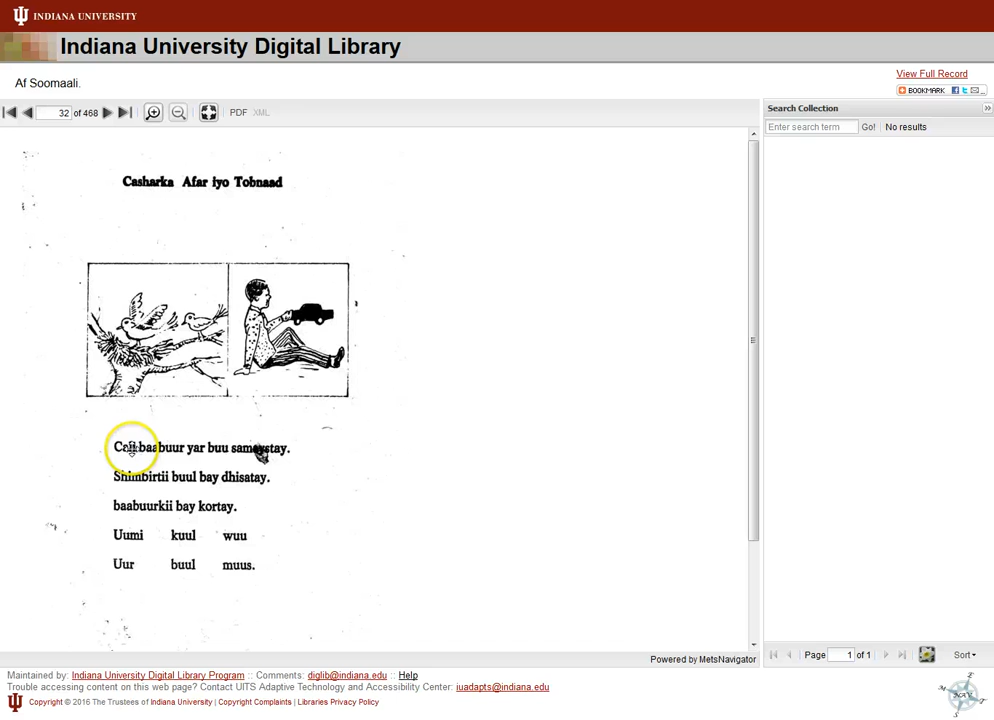 INDIANA UNIVERSITY
Indiana University Digital Library
Af Soomaali.
View Full Record
BOOKMARK
32 of 468
PDF XML
Search Collection
Enter search term Go! No results
Casharka Afar iyo Tobnaad
baabuur yar buu sameystay.
Shimbirtii buul bay dhisatay.
baabuurkii bay kortay.
Uumi kuul wuu
Uur buul muus.
Powered by MetsNavigator
Page 1 of 1 Sort
Maintained by: Indiana University Digital Library Program :: Comments: diglib@indiana.edu :: Help
Trouble accessing content on this web page? Contact UITS Adaptive Technology and Accessibility Center: iuadapts@indiana.edu
Copyright © 2016 The Trustees of Indiana University | Copyright Complaints | Libraries Privacy Policy